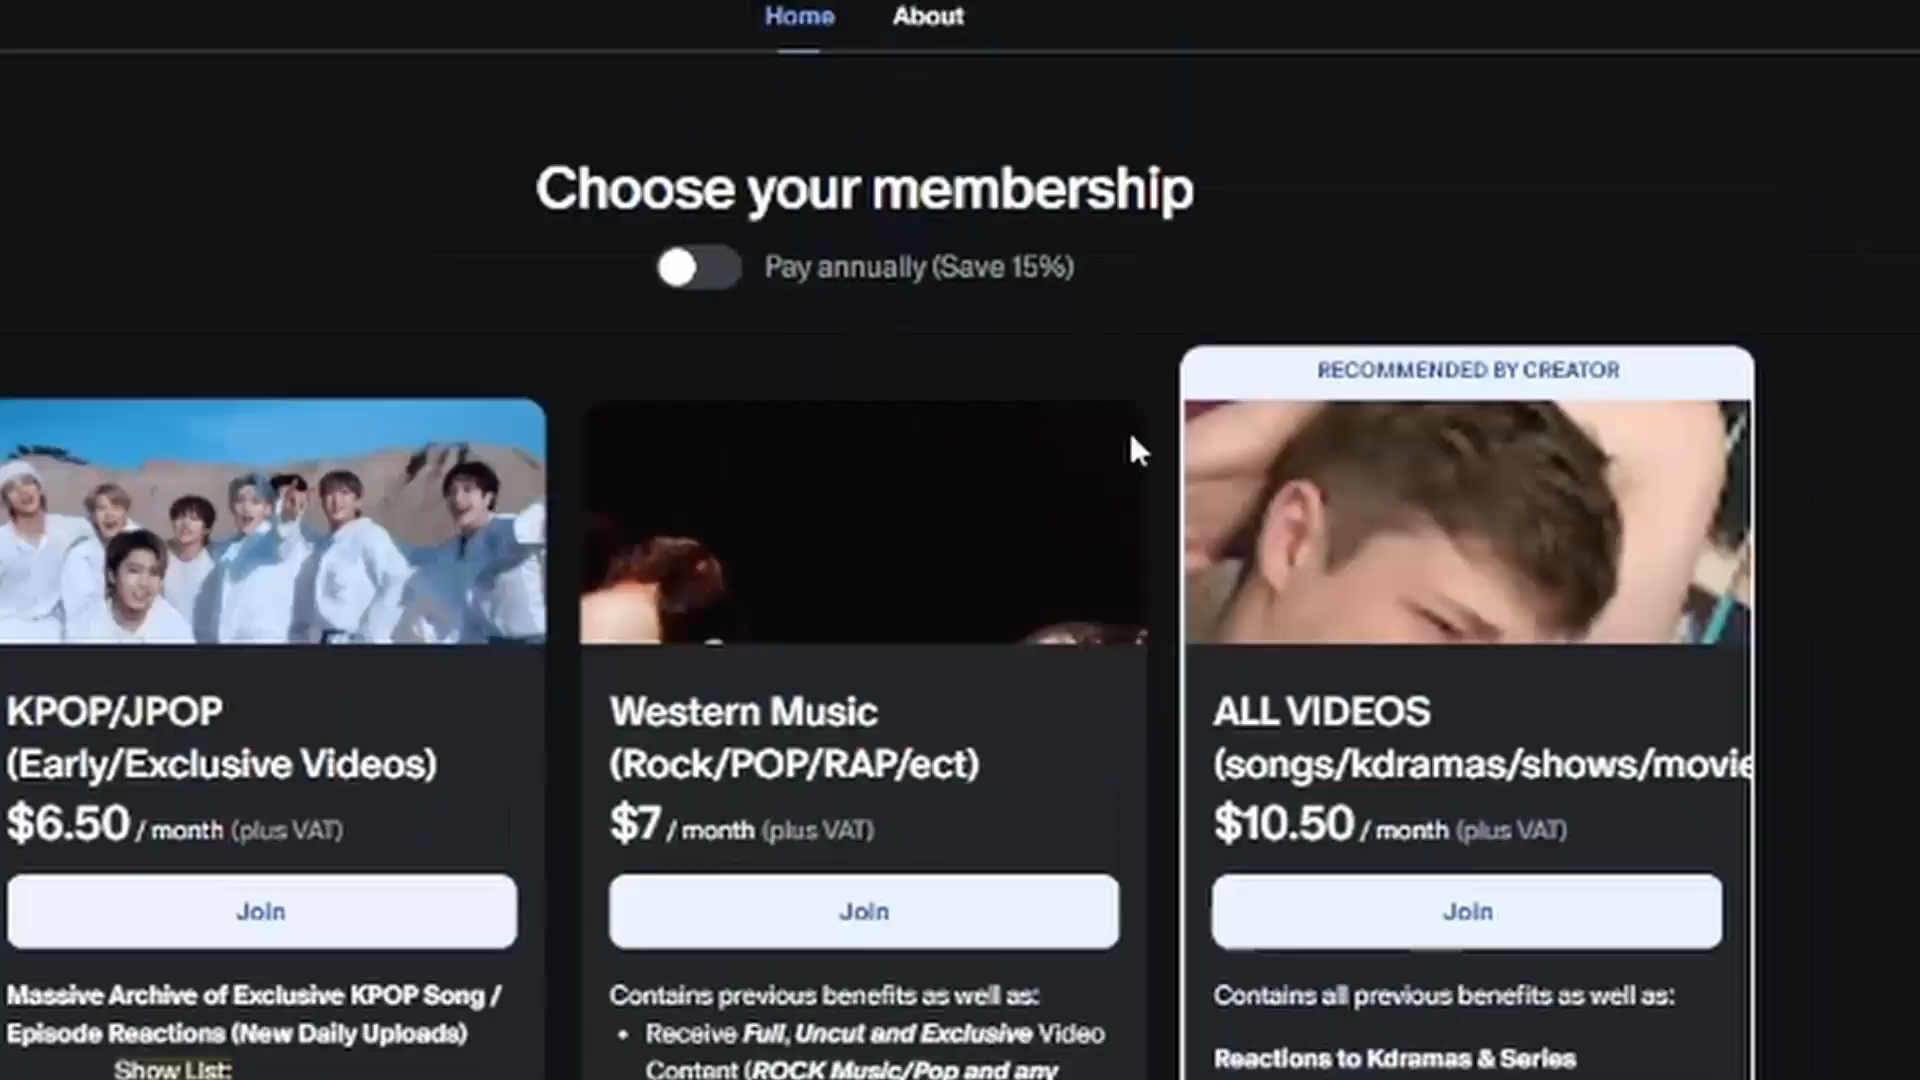 Home About
Choose your membership
Pay annually (Save 15%)
RECOMMENDED BY CREATOR
KPOP/JPOP
(Early/Exclusive Videos)
$6.50 / month (plus VAT)
Join
Massive Archive of Exclusive KPOP Song /
Episode Reactions (New Daily Uploads)
Show List:
Western Music
(Rock/POP/RAP/ect)
$7 / month (plus VAT)
Join
Contains previous benefits as well as:
• Receive Full, Uncut and Exclusive Video
Content (ROCK Music/Pop and any
ALL VIDEOS
(songs/kdramas/shows/movie
$10.50 / month (plus VAT)
Join
Contains all previous benefits as well as:
Reactions to Kdramas & Series